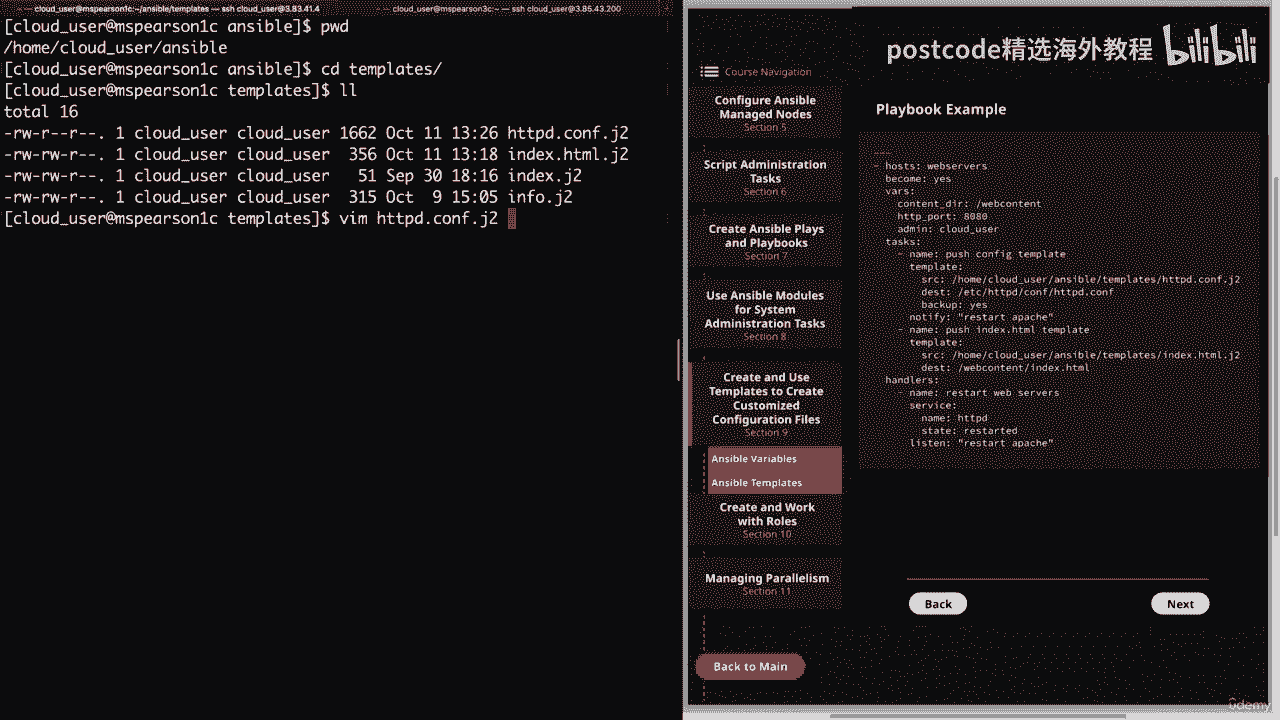 cloud_user@mspearson1c:~/ansible/templates — ssh cloud_user@3.83.41.4
cloud_user@mspearson3c:~ — ssh cloud_user@3.85.43.200
[cloud_user@mspearson1c ansible]$ pwd
/home/cloud_user/ansible
[cloud_user@mspearson1c ansible]$ cd templates/
[cloud_user@mspearson1c templates]$ ll
total 16
-rw-r--r--. 1 cloud_user cloud_user 1662 Oct 11 13:26 httpd.conf.j2
-rw-rw-r--. 1 cloud_user cloud_user  356 Oct 11 13:18 index.html.j2
-rw-rw-r--. 1 cloud_user cloud_user   51 Sep 30 18:16 index.j2
-rw-rw-r--. 1 cloud_user cloud_user  315 Oct  9 15:05 info.j2
[cloud_user@mspearson1c templates]$ vim httpd.conf.j2
postcode精选海外教程 bilibili
Course Navigation
Configure Ansible
Managed Nodes
Section 5
Script Administration
Tasks
Section 6
Create Ansible Plays
and Playbooks
Section 7
Use Ansible Modules
for System
Administration Tasks
Section 8
Create and Use
Templates to Create
Customized
Configuration Files
Section 9
Ansible Variables
Ansible Templates
Create and Work
with Roles
Section 10
Managing Parallelism
Section 11
Back to Main
Playbook Example
---
- hosts: webservers
  become: yes
  vars:
    content_dir: /webcontent
    http_port: 8080
    admin: cloud_user
  tasks:
    - name: push config template
      template:
        src: /home/cloud_user/ansible/templates/httpd.conf.j2
        dest: /etc/httpd/conf/httpd.conf
        backup: yes
      notify: "restart apache"
    - name: push index.html template
      template:
        src: /home/cloud_user/ansible/templates/index.html.j2
        dest: /webcontent/index.html
  handlers:
    - name: restart web servers
      service:
        name: httpd
        state: restarted
      listen: "restart apache"
Back
Next
udemy